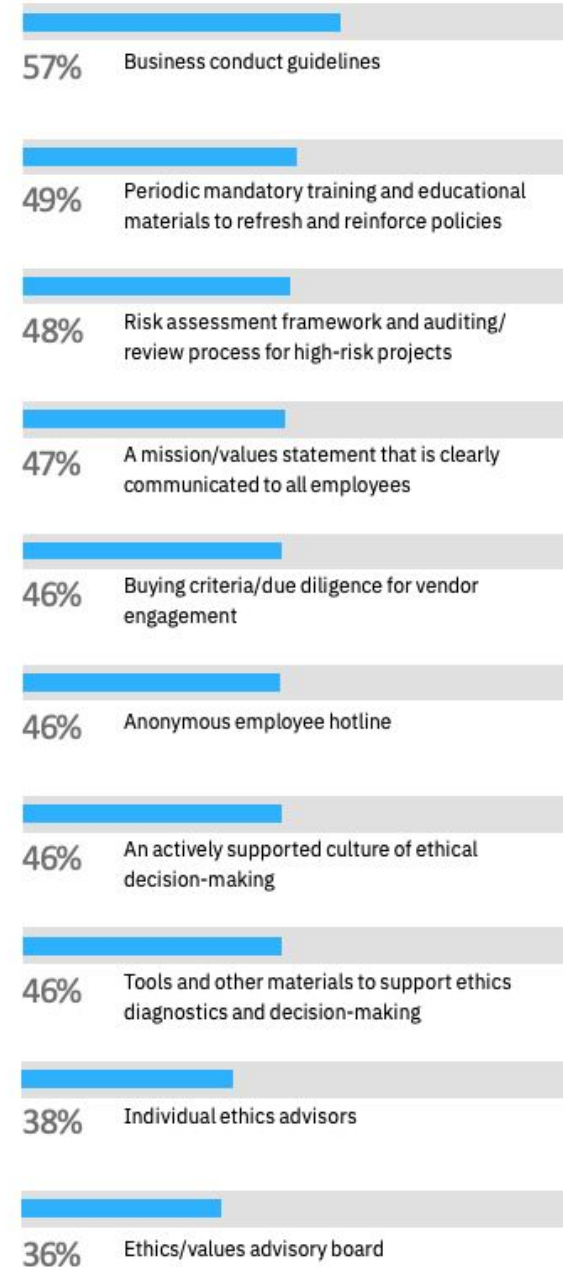 57% Business conduct guidelines
49% Periodic mandatory training and educational
materials to refresh and reinforce policies
48% Risk assessment framework and auditing/
review process for high-risk projects
47% A mission/values statement that is clearly
communicated to all employees
46% Buying criteria/due diligence for vendor
engagement
46% Anonymous employee hotline
46% An actively supported culture of ethical
decision-making
46% Tools and other materials to support ethics
diagnostics and decision-making
38% Individual ethics advisors
36% Ethics/values advisory board